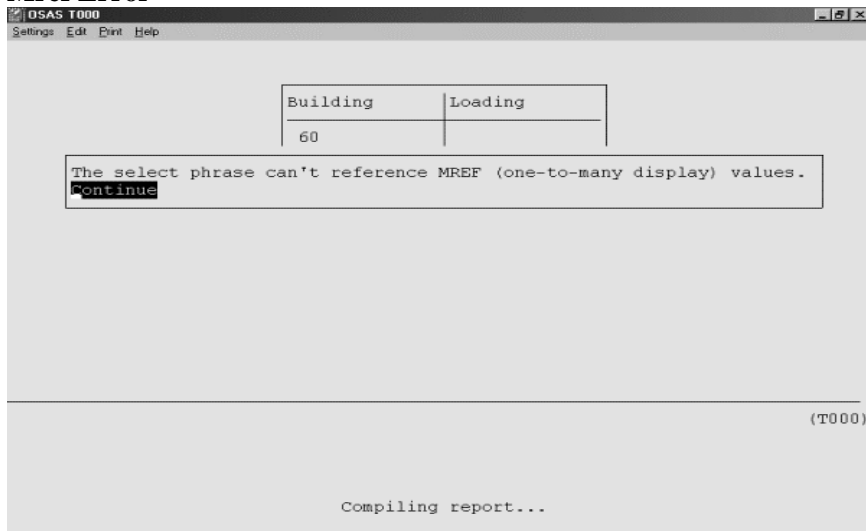 OSAS T000
Settings Edit Print Help
Building Loading
60
The select phrase can't reference MREF (one-to-many display) values.
Continue
(T000)
Compiling report...